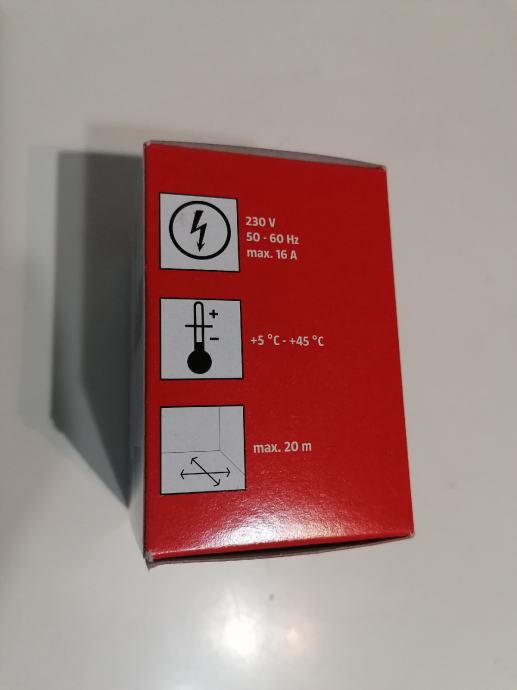 230 V
50 - 60 Hz
max. 16 A
+
-
+5 °C - +45 °C
max. 20 m